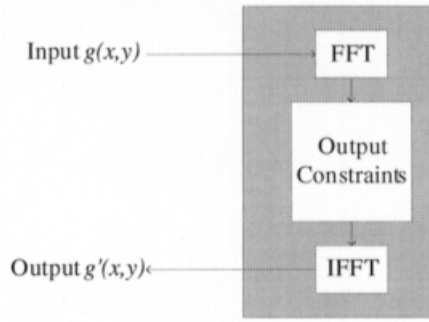 Input g(x,y)
FFT
Output
Constraints
Output g'(x,y)
IFFT